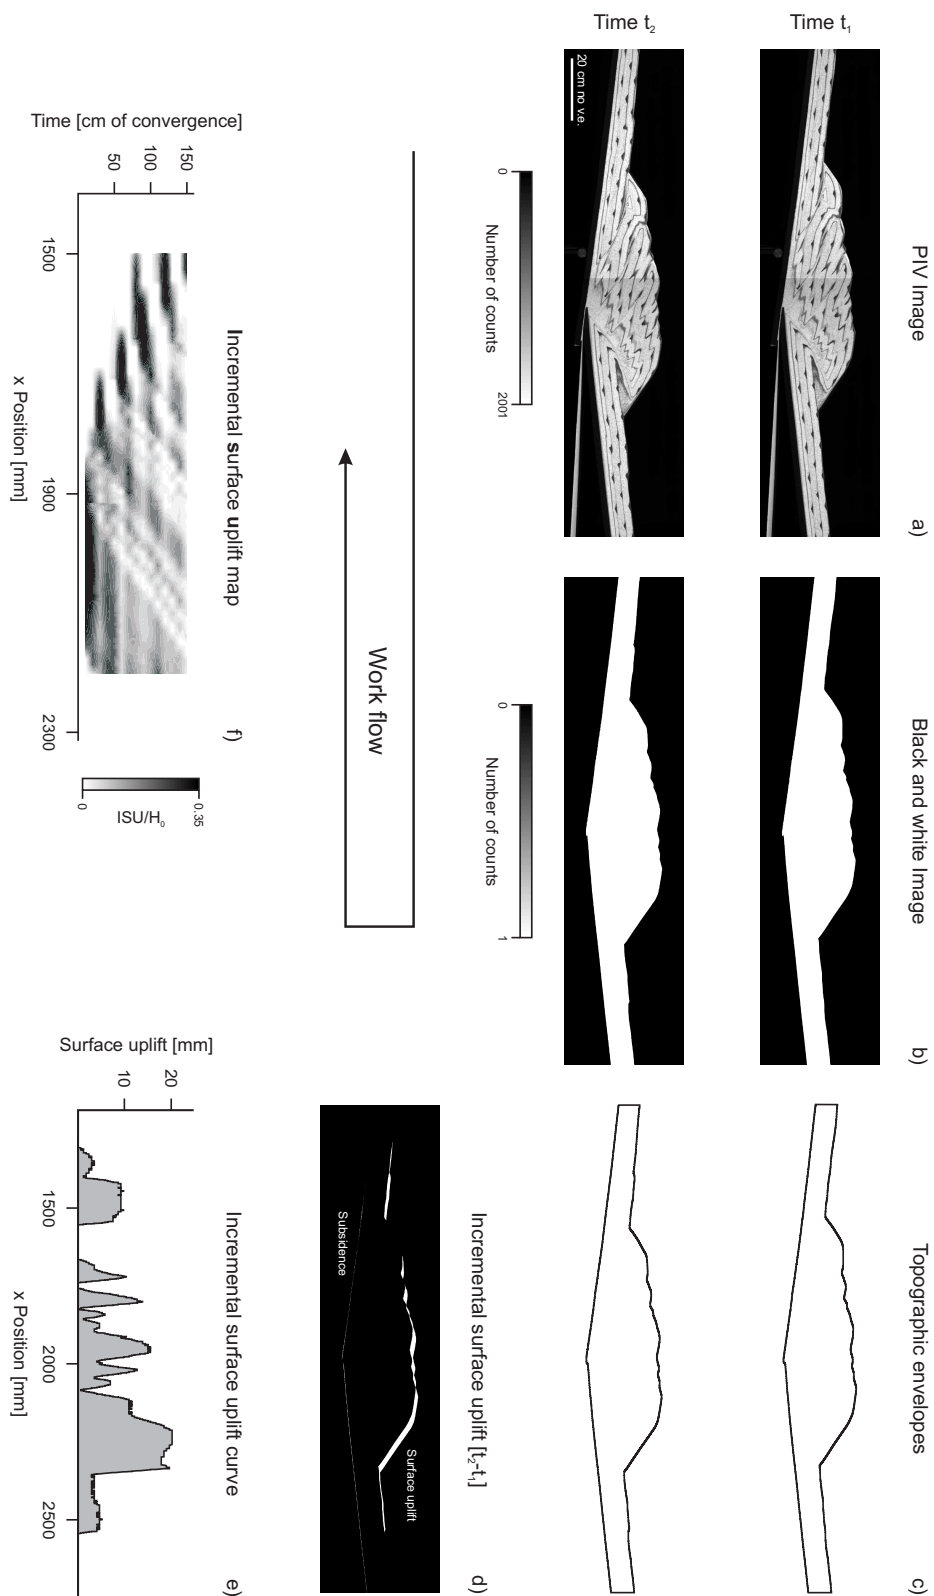 Time t₁
Time t₂
PIV Image
a)
20 cm no v.e.
0
2001
Number of counts
Black and white Image
b)
0
1
Number of counts
Topographic envelopes
c)
Incremental surface uplift [t₂-t₁]
d)
Surface uplift
Subsidence
Work flow
Incremental surface uplift curve
e)
Surface uplift [mm]
20
10
1500
2000
2500
x Position [mm]
Incremental surface uplift map
f)
Time [cm of convergence]
150
100
50
1500
1900
2300
x Position [mm]
0.35
0
ISU/H₀